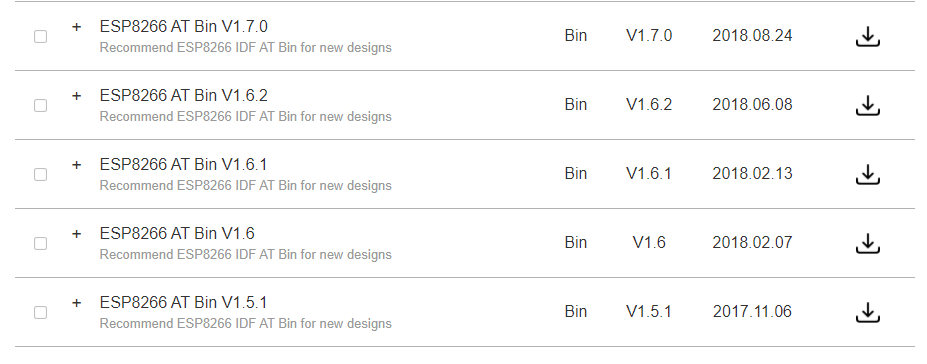 + ESP8266 AT Bin V1.7.0 Bin V1.7.0 2018.08.24
Recommend ESP8266 IDF AT Bin for new designs
+ ESP8266 AT Bin V1.6.2 Bin V1.6.2 2018.06.08
Recommend ESP8266 IDF AT Bin for new designs
+ ESP8266 AT Bin V1.6.1 Bin V1.6.1 2018.02.13
Recommend ESP8266 IDF AT Bin for new designs
+ ESP8266 AT Bin V1.6 Bin V1.6 2018.02.07
Recommend ESP8266 IDF AT Bin for new designs
+ ESP8266 AT Bin V1.5.1 Bin V1.5.1 2017.11.06
Recommend ESP8266 IDF AT Bin for new designs